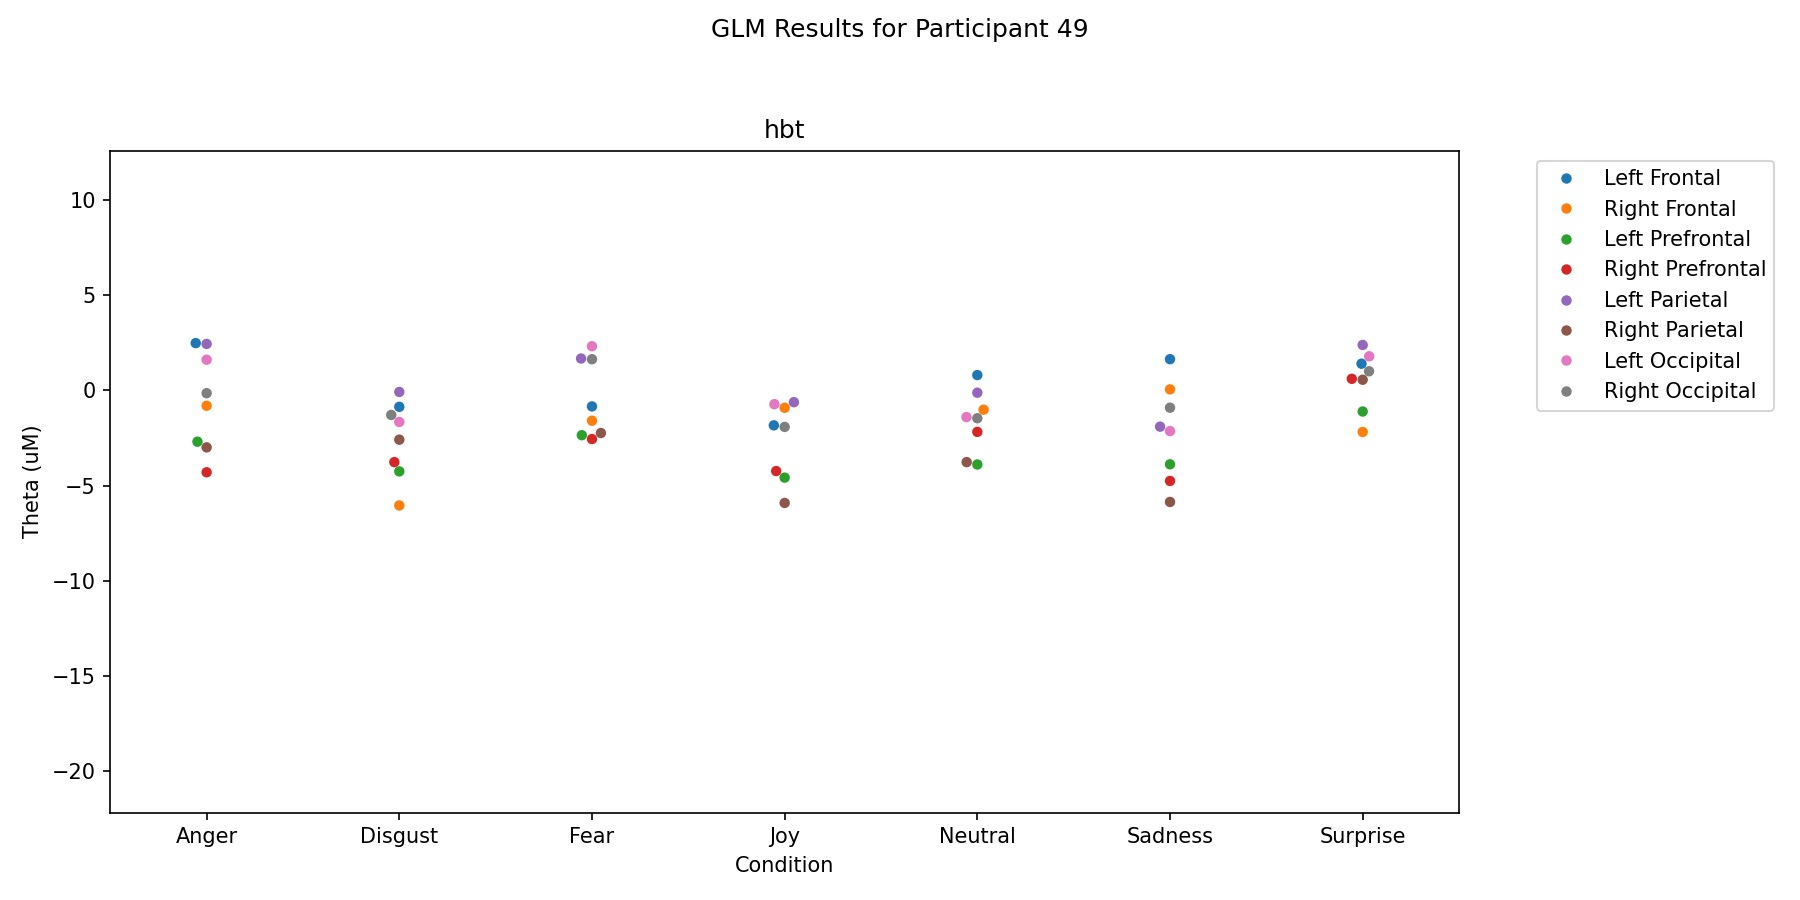 GLM Results for Participant 49
hbt
10
5
0
−5
−10
−15
−20
Theta (uM)
Anger Disgust Fear Joy Neutral Sadness Surprise
Condition
Left Frontal
Right Frontal
Left Prefrontal
Right Prefrontal
Left Parietal
Right Parietal
Left Occipital
Right Occipital